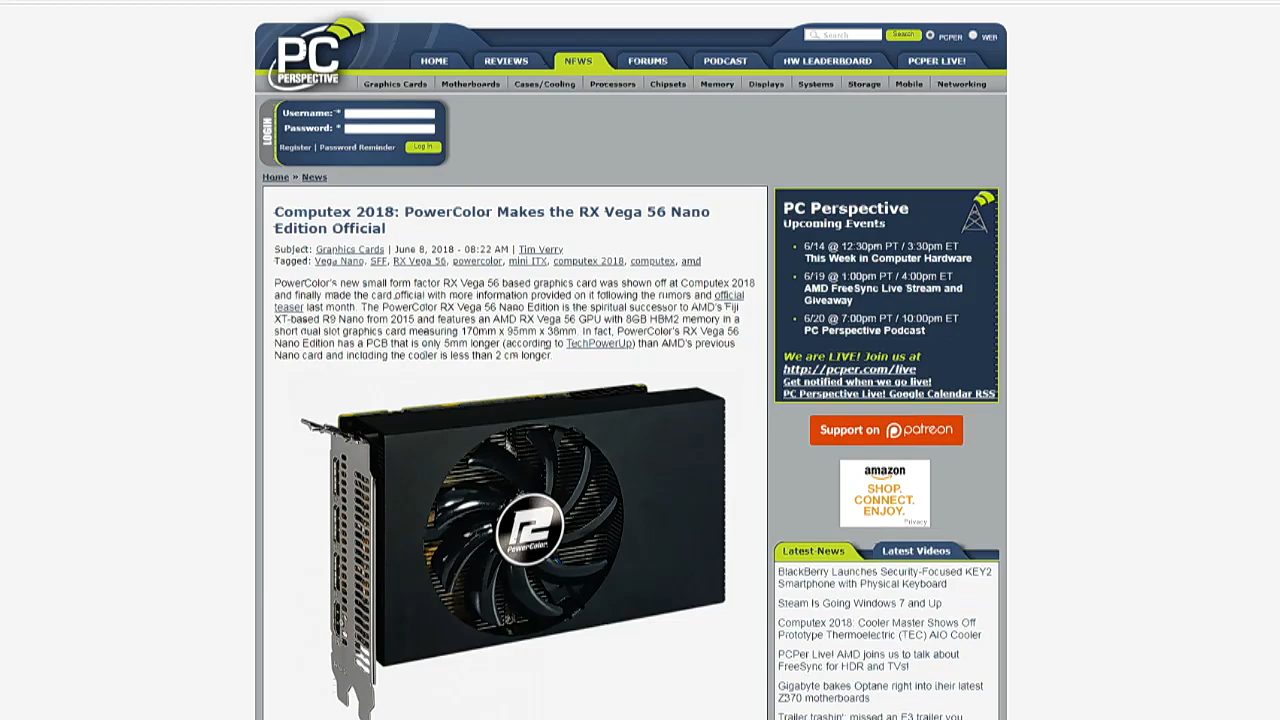 PC
PERSPECTIVE
Search
Search
PCPER
WEB
HOME
REVIEWS
NEWS
FORUMS
PODCAST
HW LEADERBOARD
PCPER LIVE!
Graphics Cards
Motherboards
Cases/Cooling
Processors
Chipsets
Memory
Displays
Systems
Storage
Mobile
Networking
LOGIN
Username: *
Password: *
Register | Password Reminder
Log in
Home » News
Computex 2018: PowerColor Makes the RX Vega 56 Nano
Edition Official
Subject: Graphics Cards | June 8, 2018 - 08:22 AM | Tim Verry
Tagged: Vega Nano, SFF, RX Vega 56, powercolor, mini ITX, computex 2018, computex, amd
PowerColor's new small form factor RX Vega 56 based graphics card was shown off at Computex 2018
and finally made the card official with more information provided on it following the rumors and official
teaser last month. The PowerColor RX Vega 56 Nano Edition is the spiritual successor to AMD's Fiji
XT-based R9 Nano from 2015 and features an AMD RX Vega 56 GPU with 8GB HBM2 memory in a
short dual slot graphics card measuring 170mm x 95mm x 38mm. In fact, PowerColor's RX Vega 56
Nano Edition has a PCB that is only 5mm longer (according to TechPowerUp) than AMD's previous
Nano card and including the cooler is less than 2 cm longer.
PowerColor
PC Perspective
Upcoming Events
6/14 @ 12:30pm PT / 3:30pm ET
This Week in Computer Hardware
6/19 @ 1:00pm PT / 4:00pm ET
AMD FreeSync Live Stream and
Giveaway
6/20 @ 7:00pm PT / 10:00pm ET
PC Perspective Podcast
We are LIVE! Join us at
http://pcper.com/live
Get notified when we go live!
PC Perspective Live! Google Calendar RSS
Support on patreon
amazon
SHOP.
CONNECT.
ENJOY.
Privacy
Latest News
Latest Videos
BlackBerry Launches Security-Focused KEY2
Smartphone with Physical Keyboard
Steam Is Going Windows 7 and Up
Computex 2018: Cooler Master Shows Off
Prototype Thermoelectric (TEC) AIO Cooler
PCPer Live! AMD joins us to talk about
FreeSync for HDR and TVs!
Gigabyte bakes Optane right into their latest
Z370 motherboards
Trailer trashin'; missed an E3 trailer you